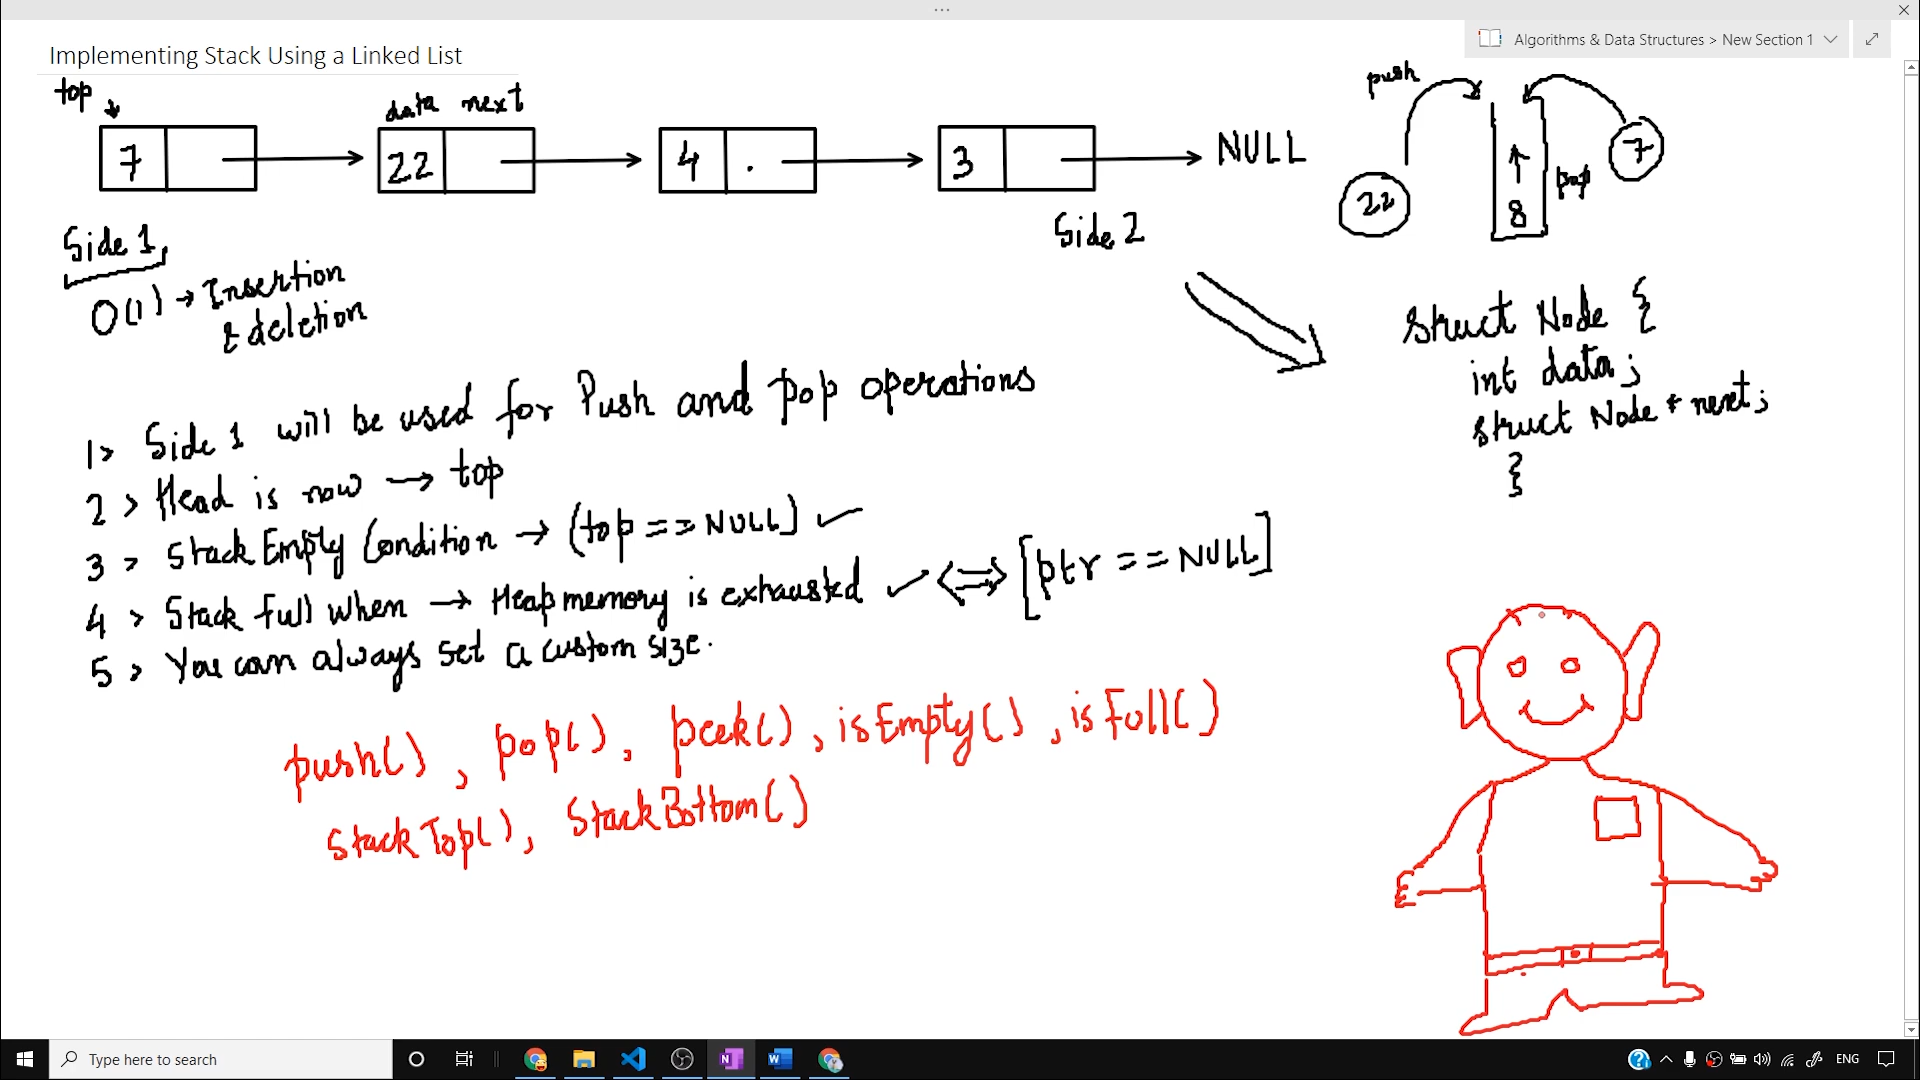 ...
Algorithms & Data Structures > New Section 1
Implementing Stack Using a Linked List
top
data next
7
22
4 .
3
NULL
push
22
8
pop
7
Side 1
Side 2
O(1) → Insertion
& deletion
struct Node {
int data;
struct Node * next;
}
1> Side 1 will be used for Push and pop operations
2> Head is now → top
3> Stack Empty Condition → (top == NULL) ✓
4> Stack full when → Heap memory is exhausted ✓ ⇔ [ptr == NULL]
5> You can always set a custom size.
push(), pop(), peek(), isEmpty(), isFull()
stackTop(), StackBottom()
Type here to search
ENG